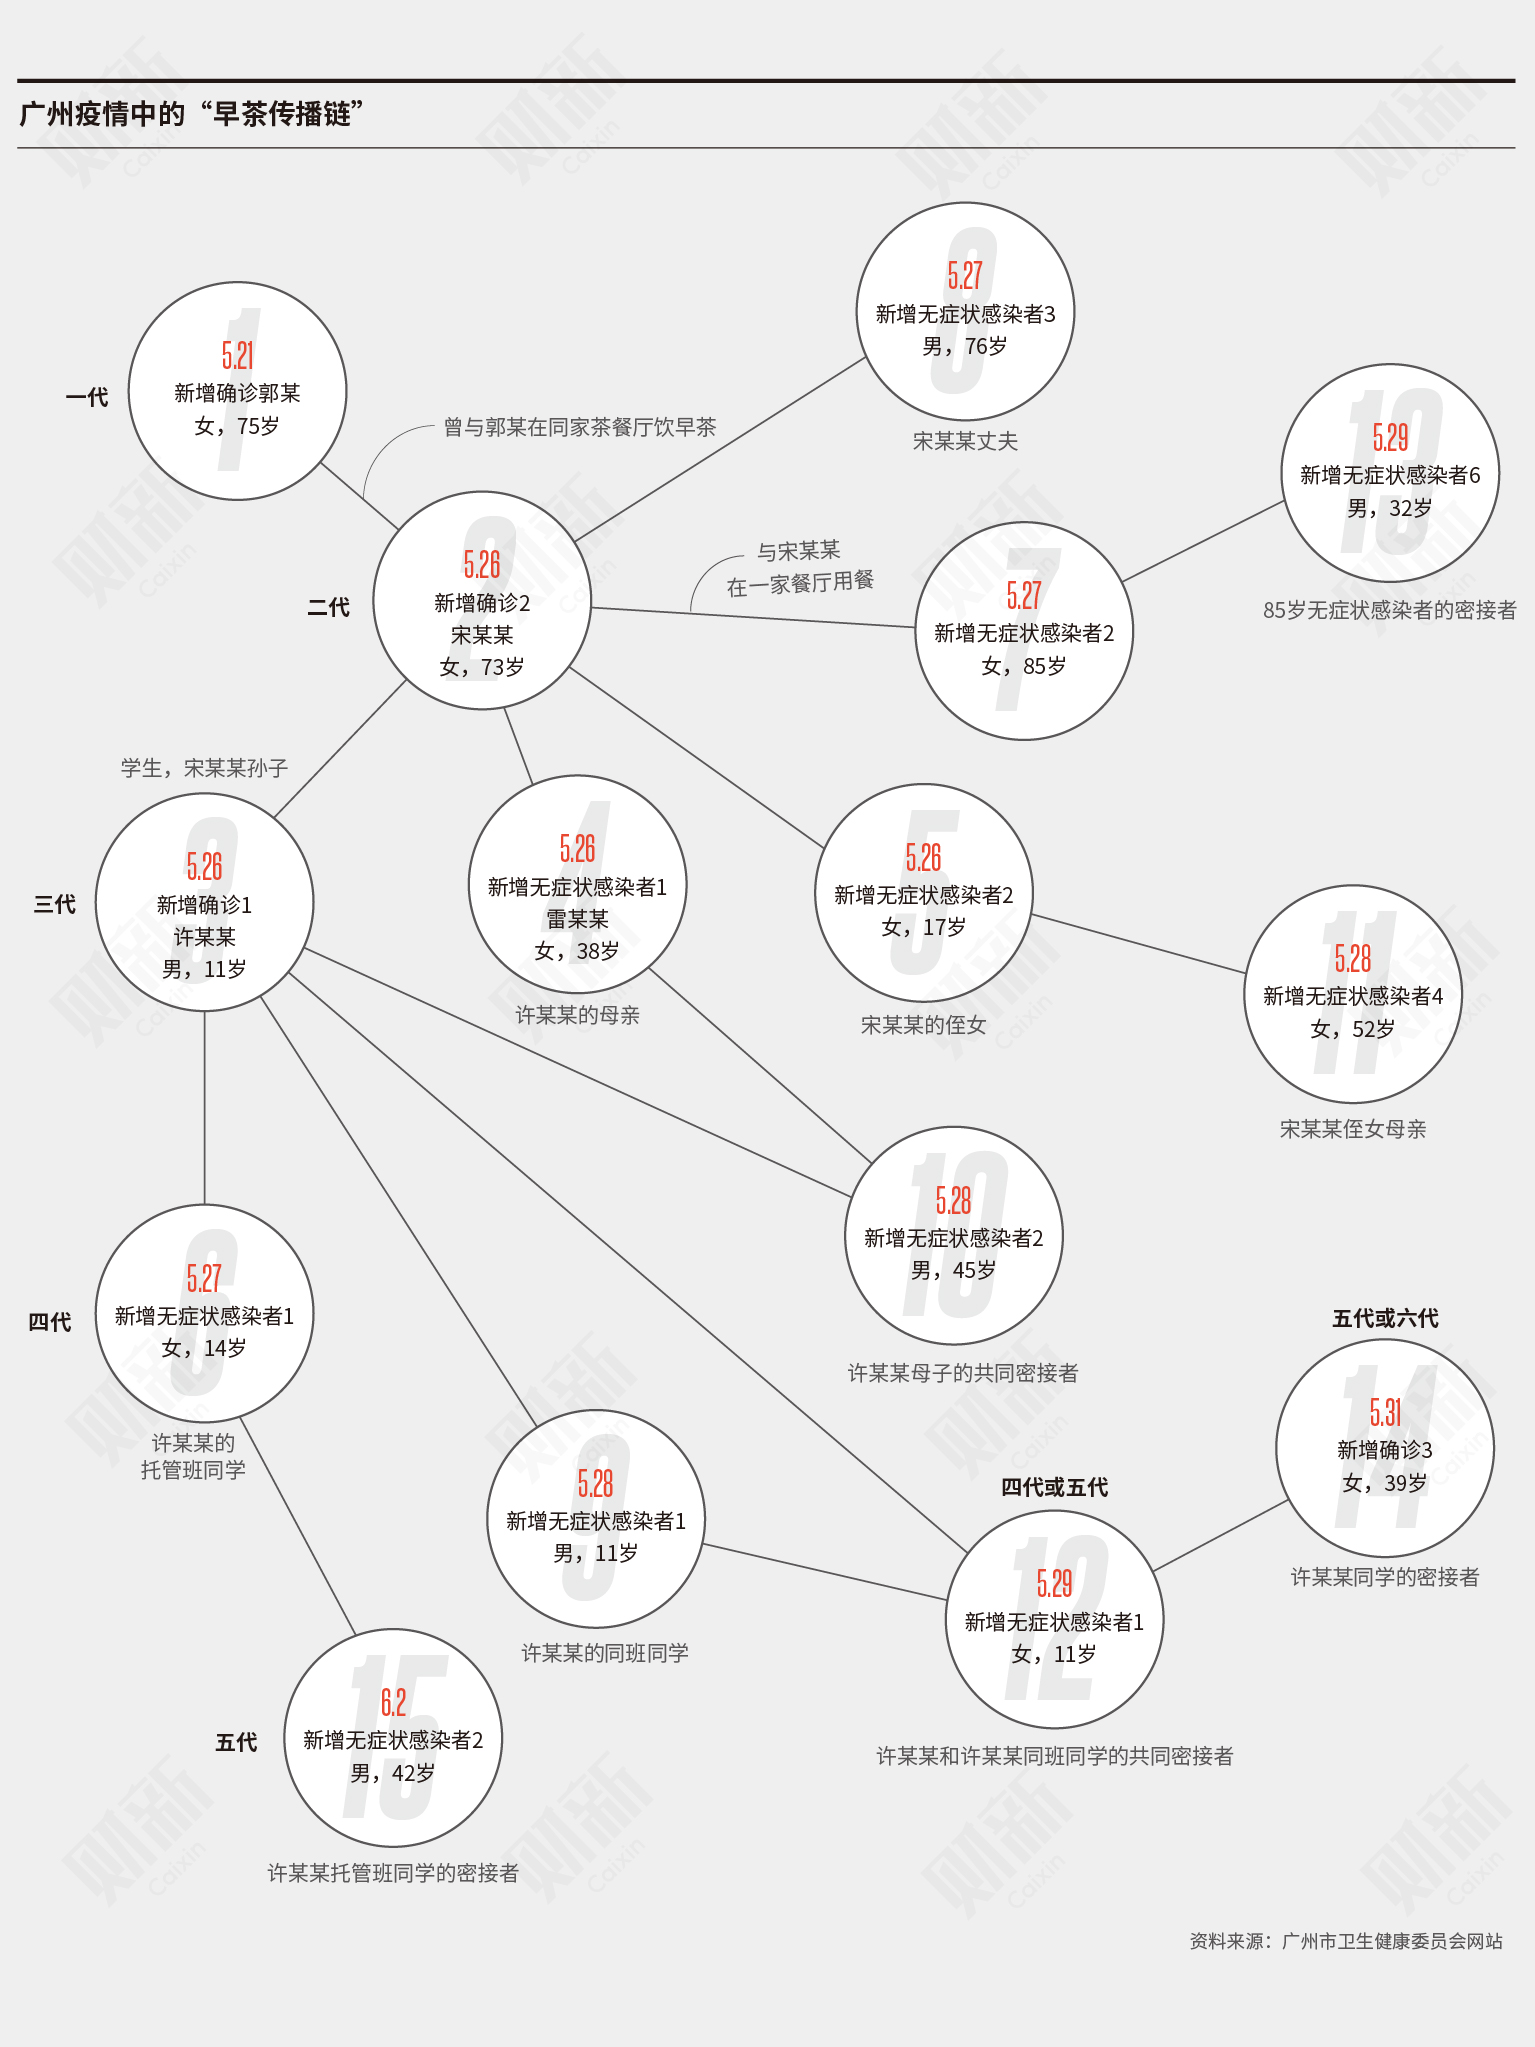 广州疫情中的“早茶传播链”
一代
1
5.21
新增确诊郭某
女，75岁
曾与郭某在同家茶餐厅饮早茶
8
5.27
新增无症状感染者3
男，76岁
宋某某丈夫
二代
2
5.26
新增确诊2
宋某某
女，73岁
与宋某某
在一家餐厅用餐
7
5.27
新增无症状感染者2
女，85岁
13
5.29
新增无症状感染者6
男，32岁
85岁无症状感染者的密接者
学生，宋某某孙子
三代
3
5.26
新增确诊1
许某某
男，11岁
4
5.26
新增无症状感染者1
雷某某
女，38岁
许某某的母亲
5
5.26
新增无症状感染者2
女，17岁
宋某某的侄女
11
5.28
新增无症状感染者4
女，52岁
宋某某侄女母亲
四代
6
5.27
新增无症状感染者1
女，14岁
许某某的
托管班同学
10
5.28
新增无症状感染者2
男，45岁
许某某母子的共同密接者
9
5.28
新增无症状感染者1
男，11岁
许某某的同班同学
四代或五代
12
5.29
新增无症状感染者1
女，11岁
许某某和许某某同班同学的共同密接者
五代或六代
14
5.31
新增确诊3
女，39岁
许某某同学的密接者
五代
15
6.2
新增无症状感染者2
男，42岁
许某某托管班同学的密接者
资料来源：广州市卫生健康委员会网站
财新
Caixin